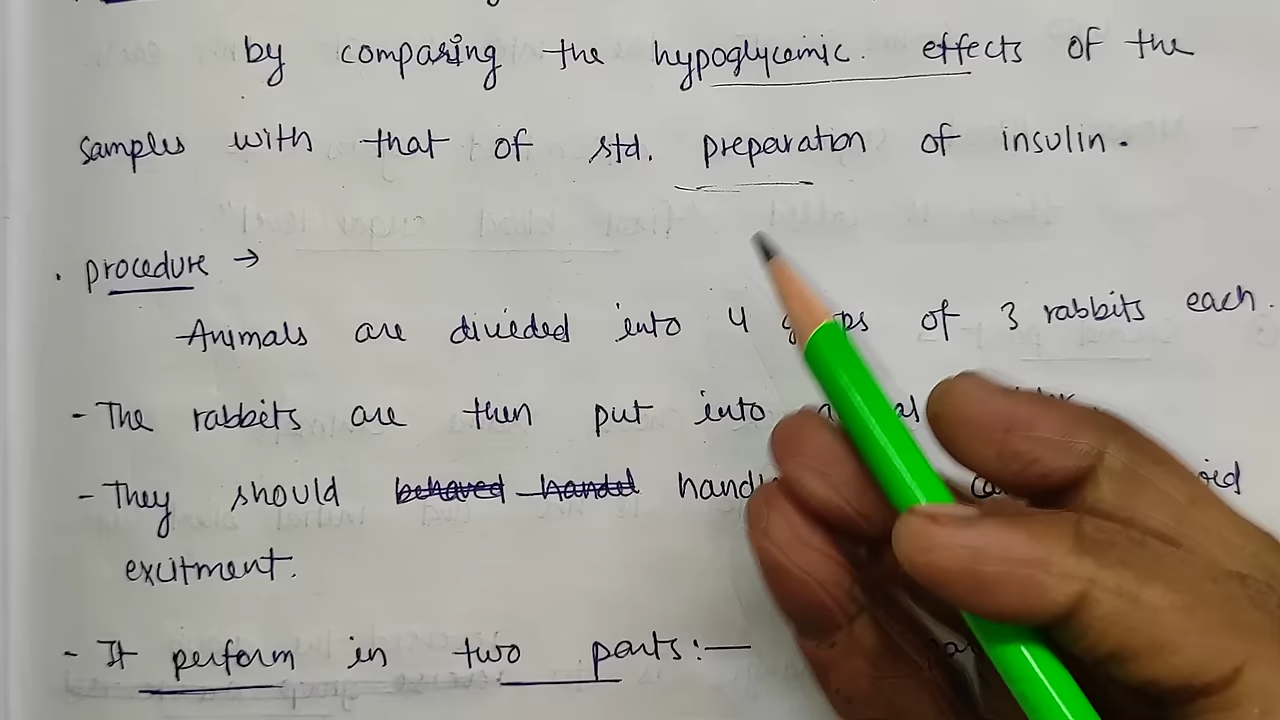 by comparing the hypoglycemic. effects of the
samples with that of std. preparation of insulin.
. procedure →
Animals are divided into 4 of 3 rabbits each.
- The rabbits are then put into
- They should behaved handel
excitment.
- It perform in two parts:—